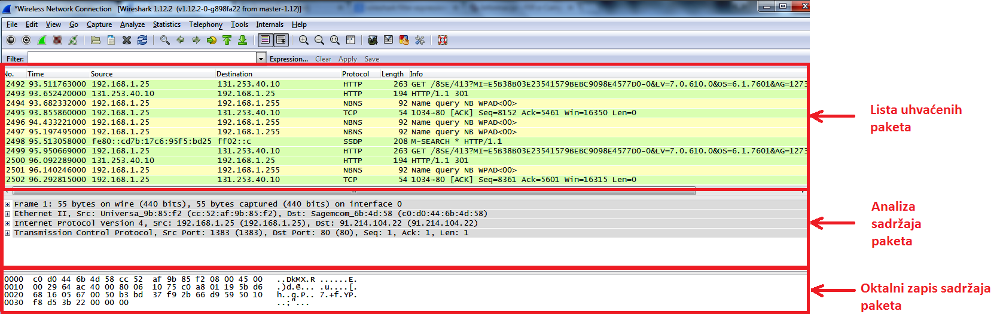 *Wireless Network Connection [Wireshark 1.12.2 (v1.12.2-0-g898fa22 from master-1.12)]
File Edit View Go Capture Analyze Statistics Telephony Tools Internals Help
Filter: Expression... Clear Apply Save
No. Time Source Destination Protocol Length Info
2492 93.511763000 192.168.1.25 131.253.40.10 HTTP 263 GET /8SE/413?MI=E5B38B03E23541579BEBC9098E4577D0-0&LV=7.0.610.0&OS=6.1.7601&AG=1273
2493 93.652420000 131.253.40.10 192.168.1.25 HTTP 194 HTTP/1.1 301
2494 93.682332000 192.168.1.25 192.168.1.255 NBNS 92 Name query NB WPAD<00>
2495 93.855860000 192.168.1.25 131.253.40.10 TCP 54 1034→80 [ACK] Seq=8152 Ack=5461 Win=16350 Len=0
2496 94.433221000 192.168.1.25 192.168.1.255 NBNS 92 Name query NB WPAD<00>
2497 95.197495000 192.168.1.25 192.168.1.255 NBNS 92 Name query NB WPAD<00>
2498 95.513058000 fe80::cd7b:17c6:95f5:bd25 ff02::c SSDP 208 M-SEARCH * HTTP/1.1
2499 95.950669000 192.168.1.25 131.253.40.10 HTTP 263 GET /8SE/413?MI=E5B38B03E23541579BEBC9098E4577D0-0&LV=7.0.610.0&OS=6.1.7601&AG=1273
2500 96.092289000 131.253.40.10 192.168.1.25 HTTP 194 HTTP/1.1 301
2501 96.140246000 192.168.1.25 192.168.1.255 NBNS 92 Name query NB WPAD<00>
2502 96.292815000 192.168.1.25 131.253.40.10 TCP 54 1034→80 [ACK] Seq=8361 Ack=5601 Win=16315 Len=0
Lista uhvaćenih
paketa
Frame 1: 55 bytes on wire (440 bits), 55 bytes captured (440 bits) on interface 0
Ethernet II, Src: Universa_9b:85:f2 (cc:52:af:9b:85:f2), Dst: Sagemcom_6b:4d:58 (c0:d0:44:6b:4d:58)
Internet Protocol Version 4, Src: 192.168.1.25 (192.168.1.25), Dst: 91.214.104.22 (91.214.104.22)
Transmission Control Protocol, Src Port: 1383 (1383), Dst Port: 80 (80), Seq: 1, Ack: 1, Len: 1
Analiza
sadržaja
paketa
0000 c0 d0 44 6b 4d 58 cc 52 af 9b 85 f2 08 00 45 00 ..DkMX.R ......E.
0010 00 29 64 ac 40 00 80 06 10 75 c0 a8 01 19 5b d6 .)d.@... .u....[.
0020 68 16 05 67 00 50 b3 bd 37 f9 2b 66 d9 59 50 10 h..g.P.. 7.+f.YP.
0030 f8 d5 3b 22 00 00 00 ..;"...
Oktalni zapis sadržaja
paketa